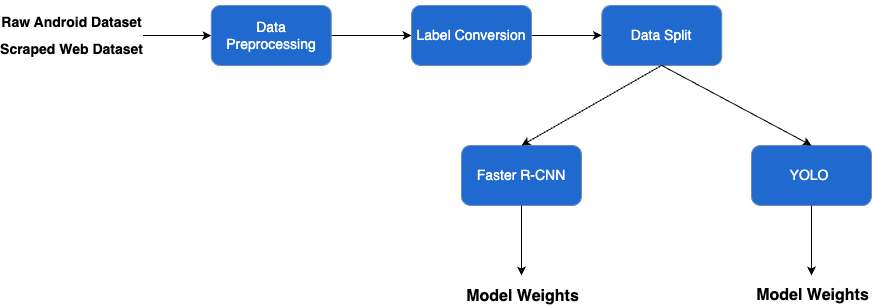 Raw Android Dataset
Scraped Web Dataset
Data
Preprocessing
Label Conversion
Data Split
Faster R-CNN
YOLO
Model Weights
Model Weights